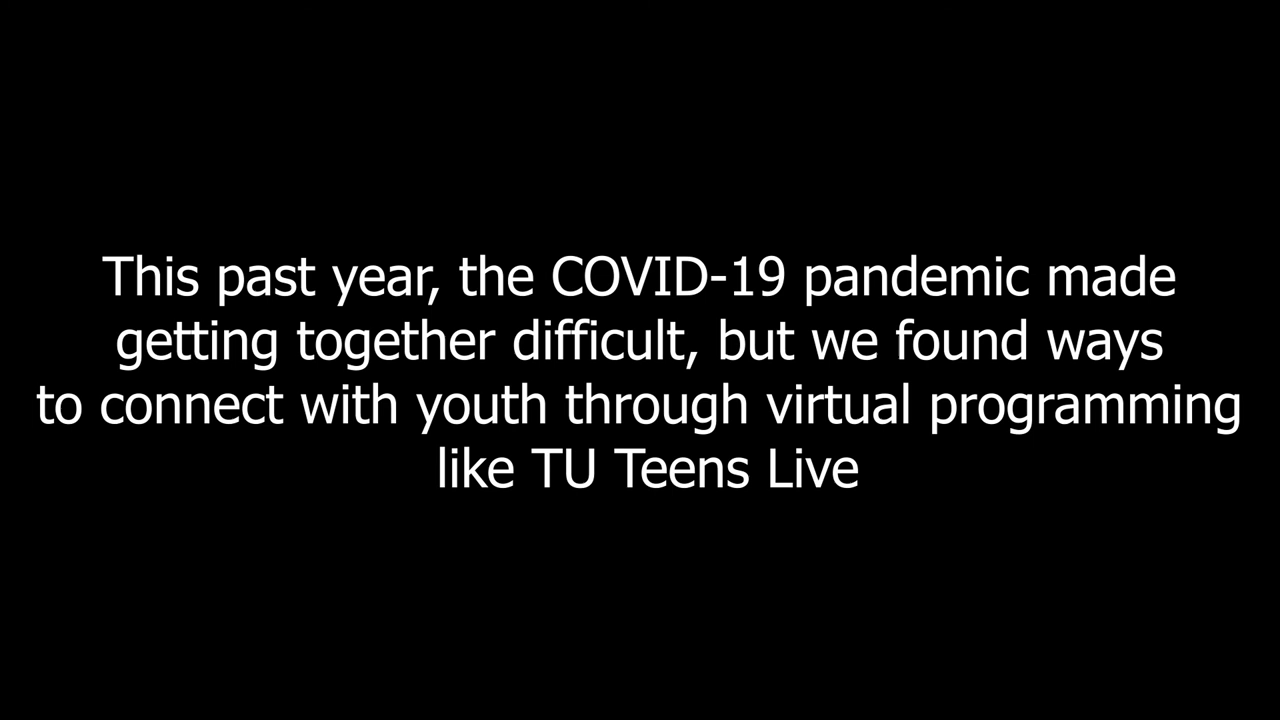 This past year, the COVID-19 pandemic made
getting together difficult, but we found ways
to connect with youth through virtual programming
like TU Teens Live